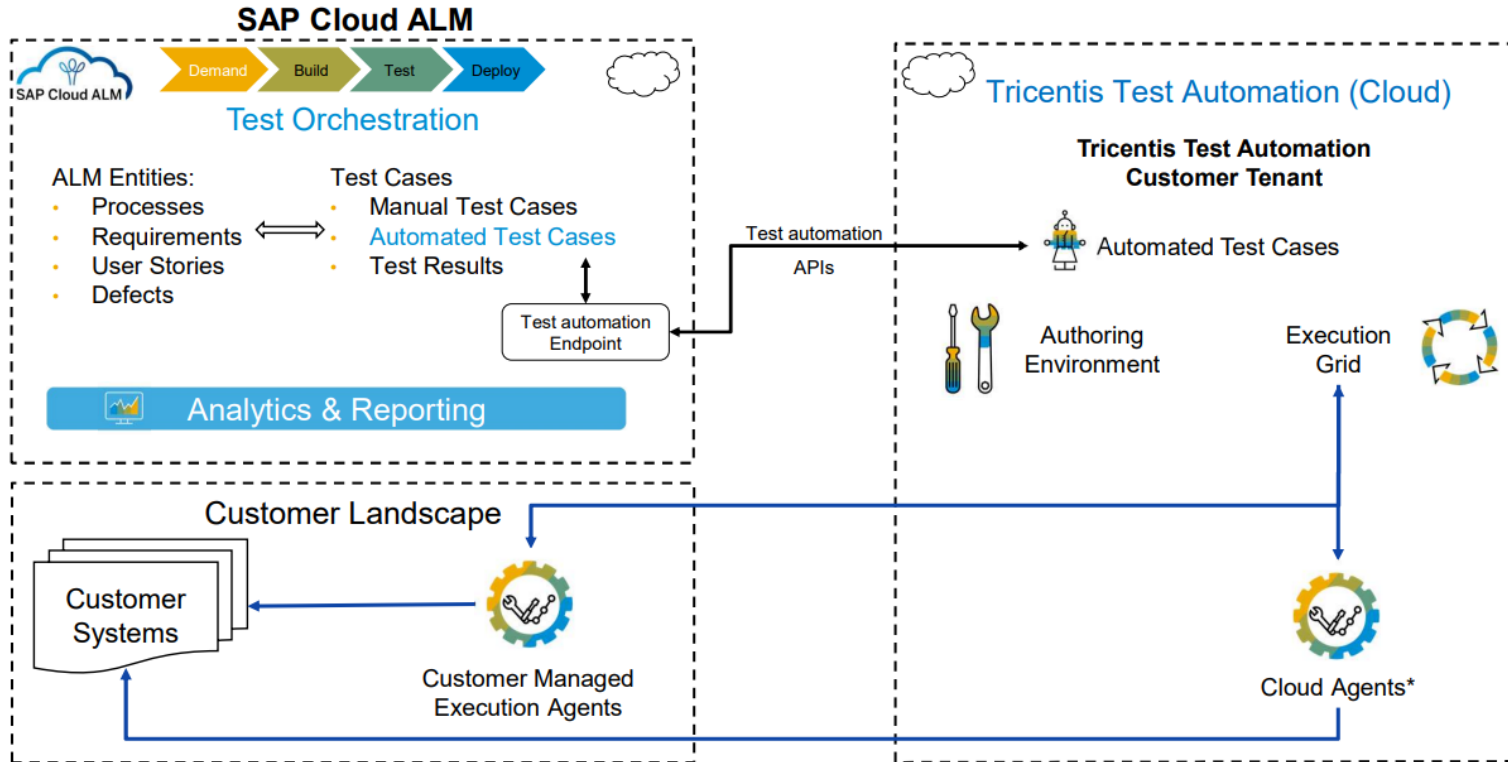 SAP Cloud ALM
SAP Cloud ALM
Demand
Build
Test
Deploy
Test Orchestration
ALM Entities:
• Processes
• Requirements
• User Stories
• Defects
Test Cases
• Manual Test Cases
• Automated Test Cases
• Test Results
Test automation
Endpoint
Analytics & Reporting
Test automation
APIs
Tricentis Test Automation (Cloud)
Tricentis Test Automation
Customer Tenant
Automated Test Cases
Authoring
Environment
Execution
Grid
Customer Landscape
Customer
Systems
Customer Managed
Execution Agents
Cloud Agents*